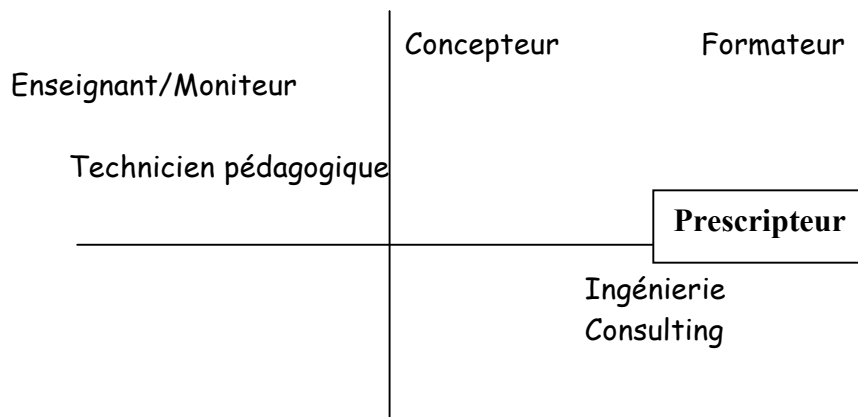 Concepteur Formateur
Enseignant/Moniteur
Technicien pédagogique
Prescripteur
Ingénierie
Consulting